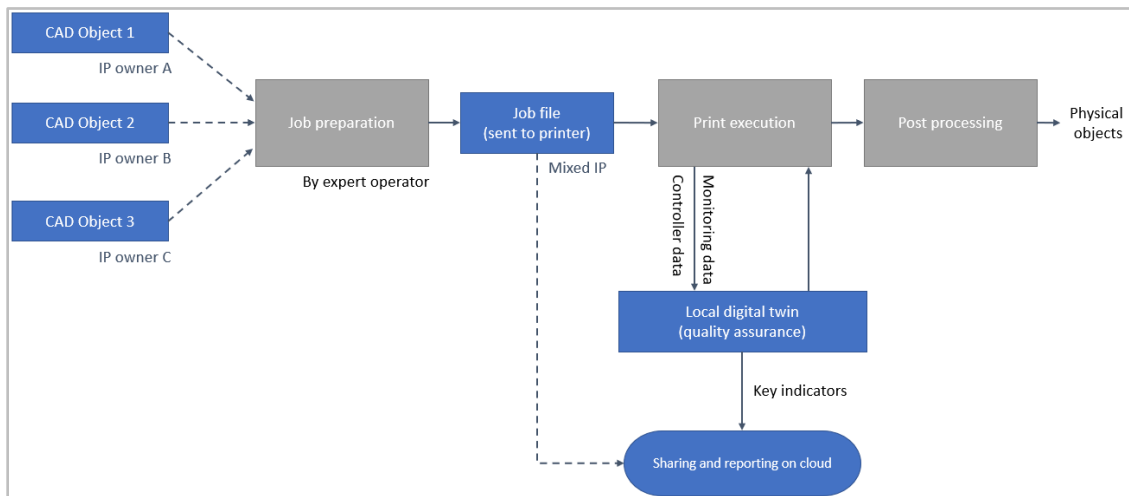 CAD Object 1
IP owner A
CAD Object 2
IP owner B
CAD Object 3
IP owner C
Job preparation
By expert operator
Job file
(sent to printer)
Mixed IP
Print execution
Post processing
Physical
objects
Monitoring data
Controller data
Local digital twin
(quality assurance)
Key indicators
Sharing and reporting on cloud